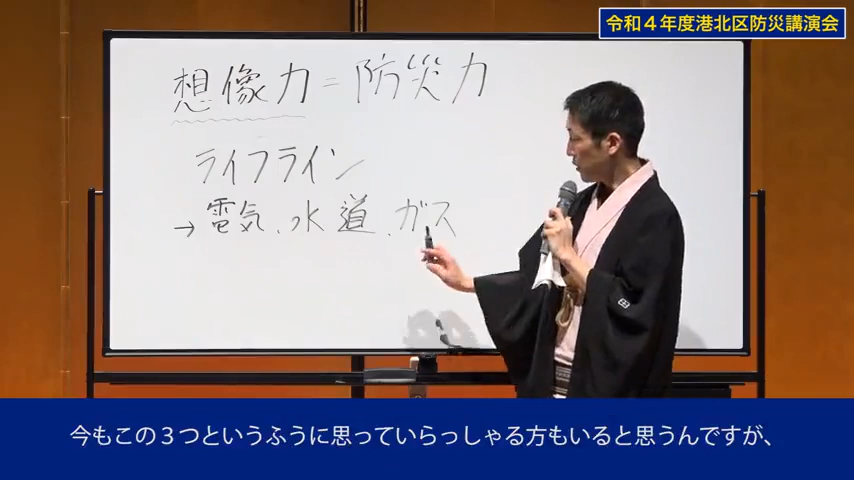 令和４年度港北区防災講演会
想像力＝防災力
ライフライン
→電気、水道、ガス
今もこの３つというふうに思っていらっしゃる方もいると思うんですが、